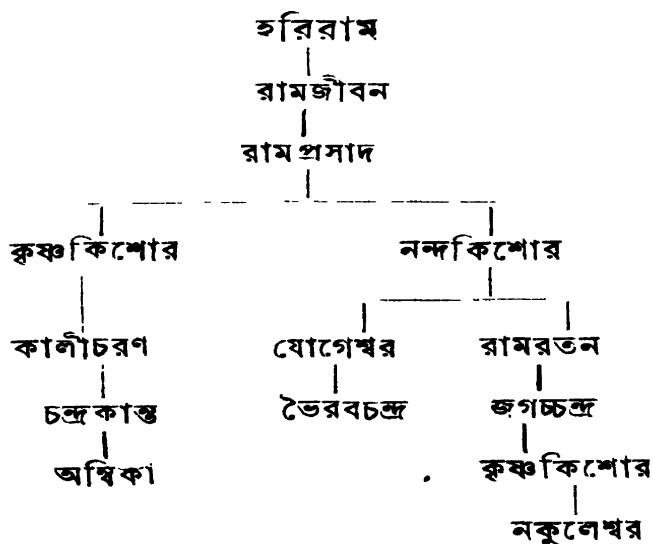 হরিরাম
রামজীবন
রামপ্রসাদ
কৃষ্ণকিশোর নন্দকিশোর
কালীচরণ যোগেশ্বর রামরতন
চন্দ্রকান্ত ভৈরবচন্দ্র জগচ্চন্দ্র
অম্বিকা কৃষ্ণকিশোর
নকুলেশ্বর